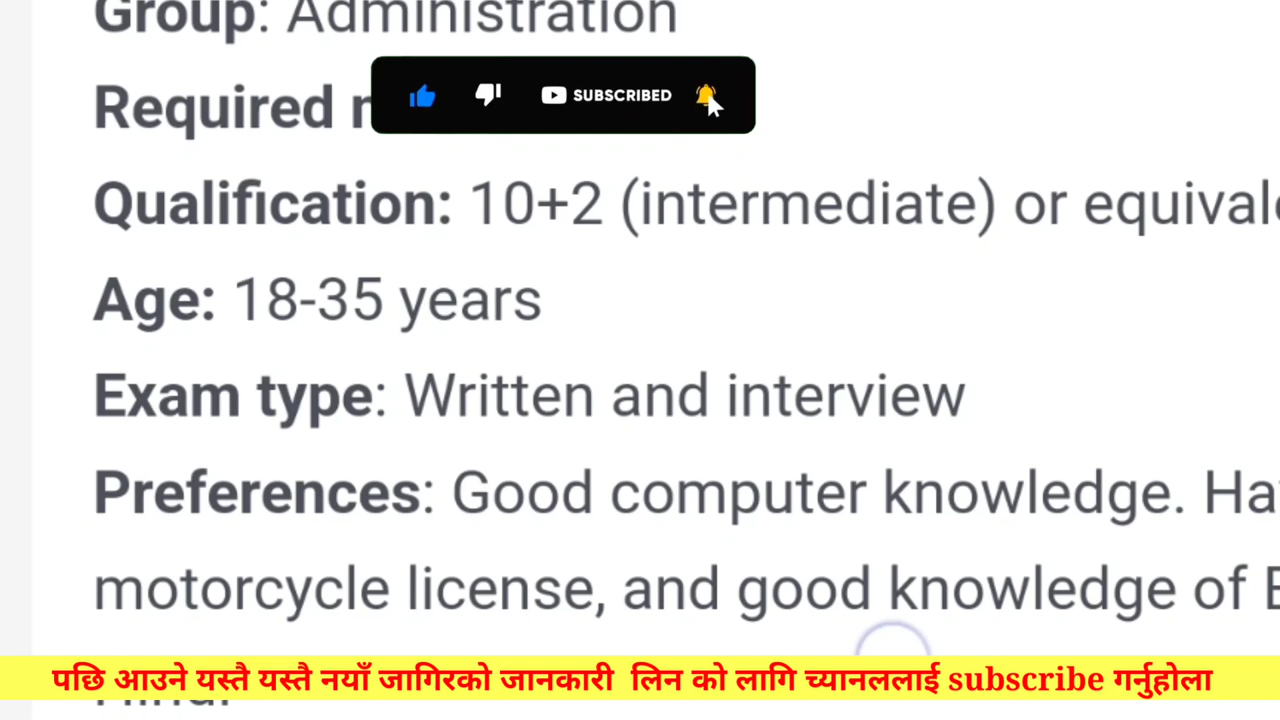 Group: Administration
Required
SUBSCRIBED
Qualification: 10+2 (intermediate) or
Age: 18-35 years
Exam type: Written and interview
Preferences: Good computer knowledge.
motorcycle license, and good knowledge of
पछि आउने यस्तै यस्तै नयाँ जागिरको जानकारी लिन को लागि च्यानललाई subscribe गर्नुहोला